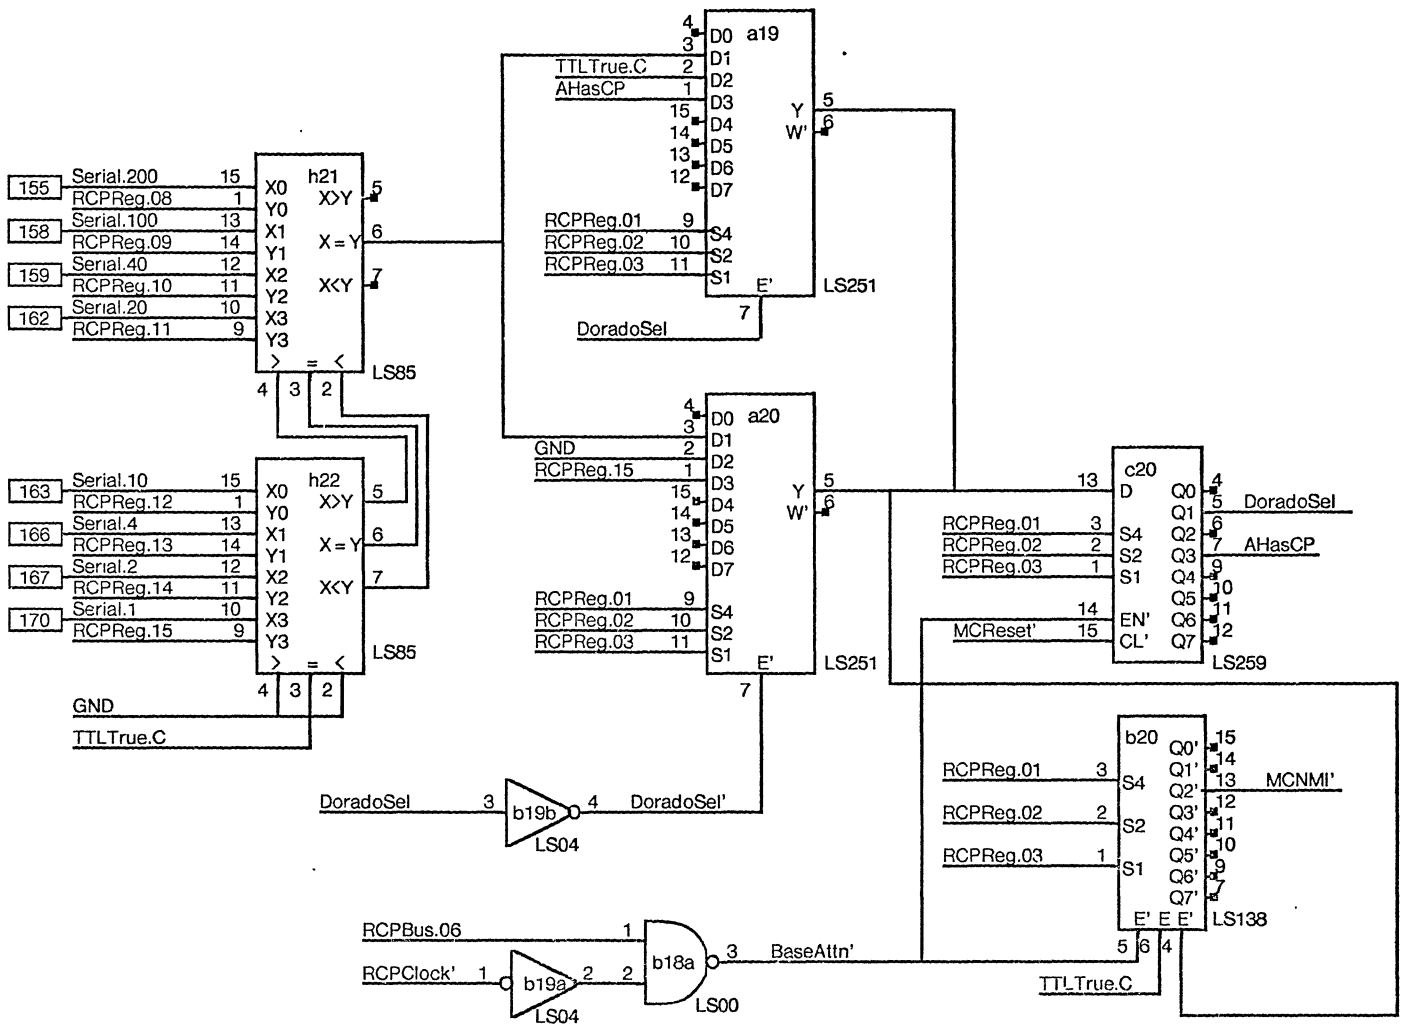 h21
155 Serial.200 15 X0
RCPReg.08 1 Y0
158 Serial.100 13 X1
RCPReg.09 14 Y1
159 Serial.40 12 X2
RCPReg.10 11 Y2
162 Serial.20 10 X3
RCPReg.11 9 Y3
X>Y 5
X=Y 6
X<Y 7
> = <
4 3 2
LS85
h22
163 Serial.10 15 X0
RCPReg.12 1 Y0
166 Serial.4 13 X1
RCPReg.13 14 Y1
167 Serial.2 12 X2
RCPReg.14 11 Y2
170 Serial.1 10 X3
RCPReg.15 9 Y3
X>Y 5
X=Y 6
X<Y 7
> = <
4 3 2
LS85
GND
TTLTrue.C
a19
4 D0
3 D1
TTLTrue.C 2 D2
AHasCP 1 D3
15 D4
14 D5
13 D6
12 D7
RCPReg.01 9 S4
RCPReg.02 10 S2
RCPReg.03 11 S1
Y 5
W' 6
E'
7
LS251
DoradoSel
a20
4 D0
3 D1
GND 2 D2
RCPReg.15 1 D3
15 D4
14 D5
13 D6
12 D7
RCPReg.01 9 S4
RCPReg.02 10 S2
RCPReg.03 11 S1
Y 5
W' 6
E'
7
LS251
DoradoSel 3 b19b 4 DoradoSel'
LS04
c20
13 D
RCPReg.01 3 S4
RCPReg.02 2 S2
RCPReg.03 1 S1
14 EN'
MCReset' 15 CL'
Q0 4
Q1 5 DoradoSel
Q2 6
Q3 7 AHasCP
Q4 9
Q5 10
Q6 11
Q7 12
LS259
b20
RCPReg.01 3 S4
RCPReg.02 2 S2
RCPReg.03 1 S1
Q0' 15
Q1' 14
Q2' 13 MCNMI'
Q3' 12
Q4' 11
Q5' 10
Q6' 9
Q7' 7
E' E E'
5 6 4
LS138
TTLTrue.C
RCPBus.06 1
RCPClock' 1 b19a 2 2
LS04
b18a 3 BaseAttn'
LS00